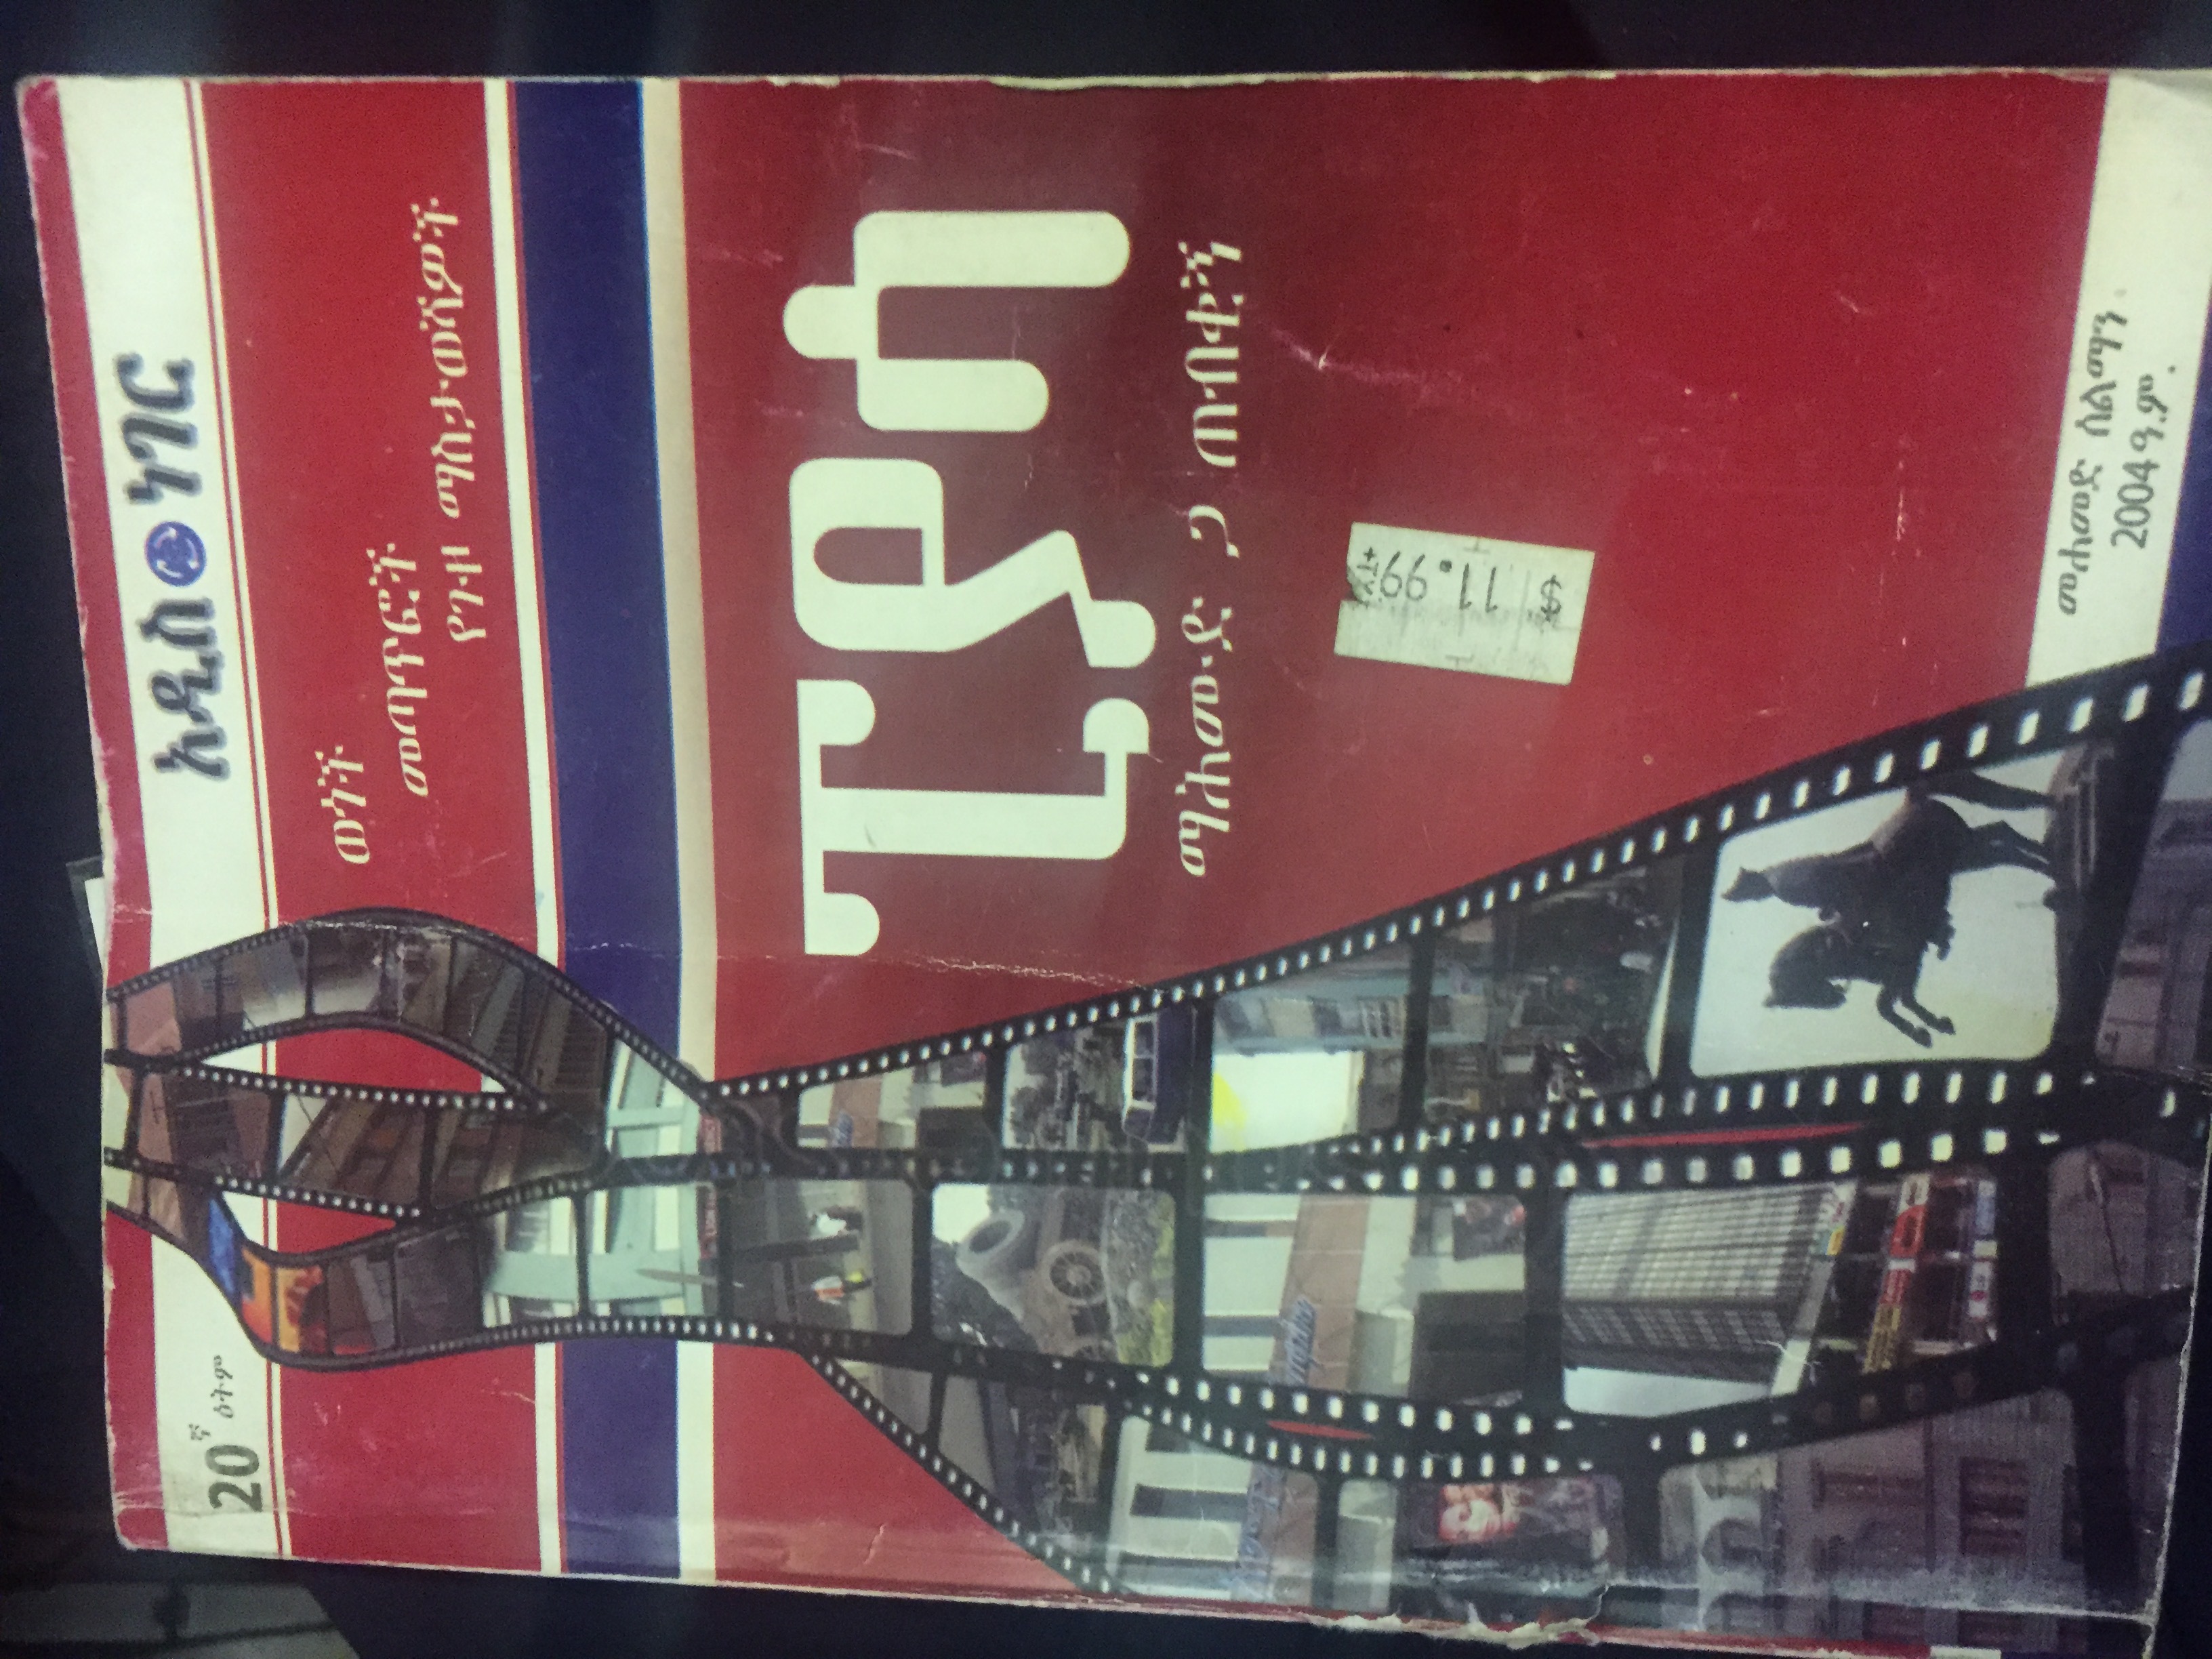 20ኛ ዕትም
አዲስ ነገር
ወጎች
መጣጥፎች
የጉዞ ማስታወሻዎች
ፒያሳ
ማሕሙድ ጋ ጠብቂኝ
$ 11.99
መሐመድ ሰልማን
2004 ዓ.ም.